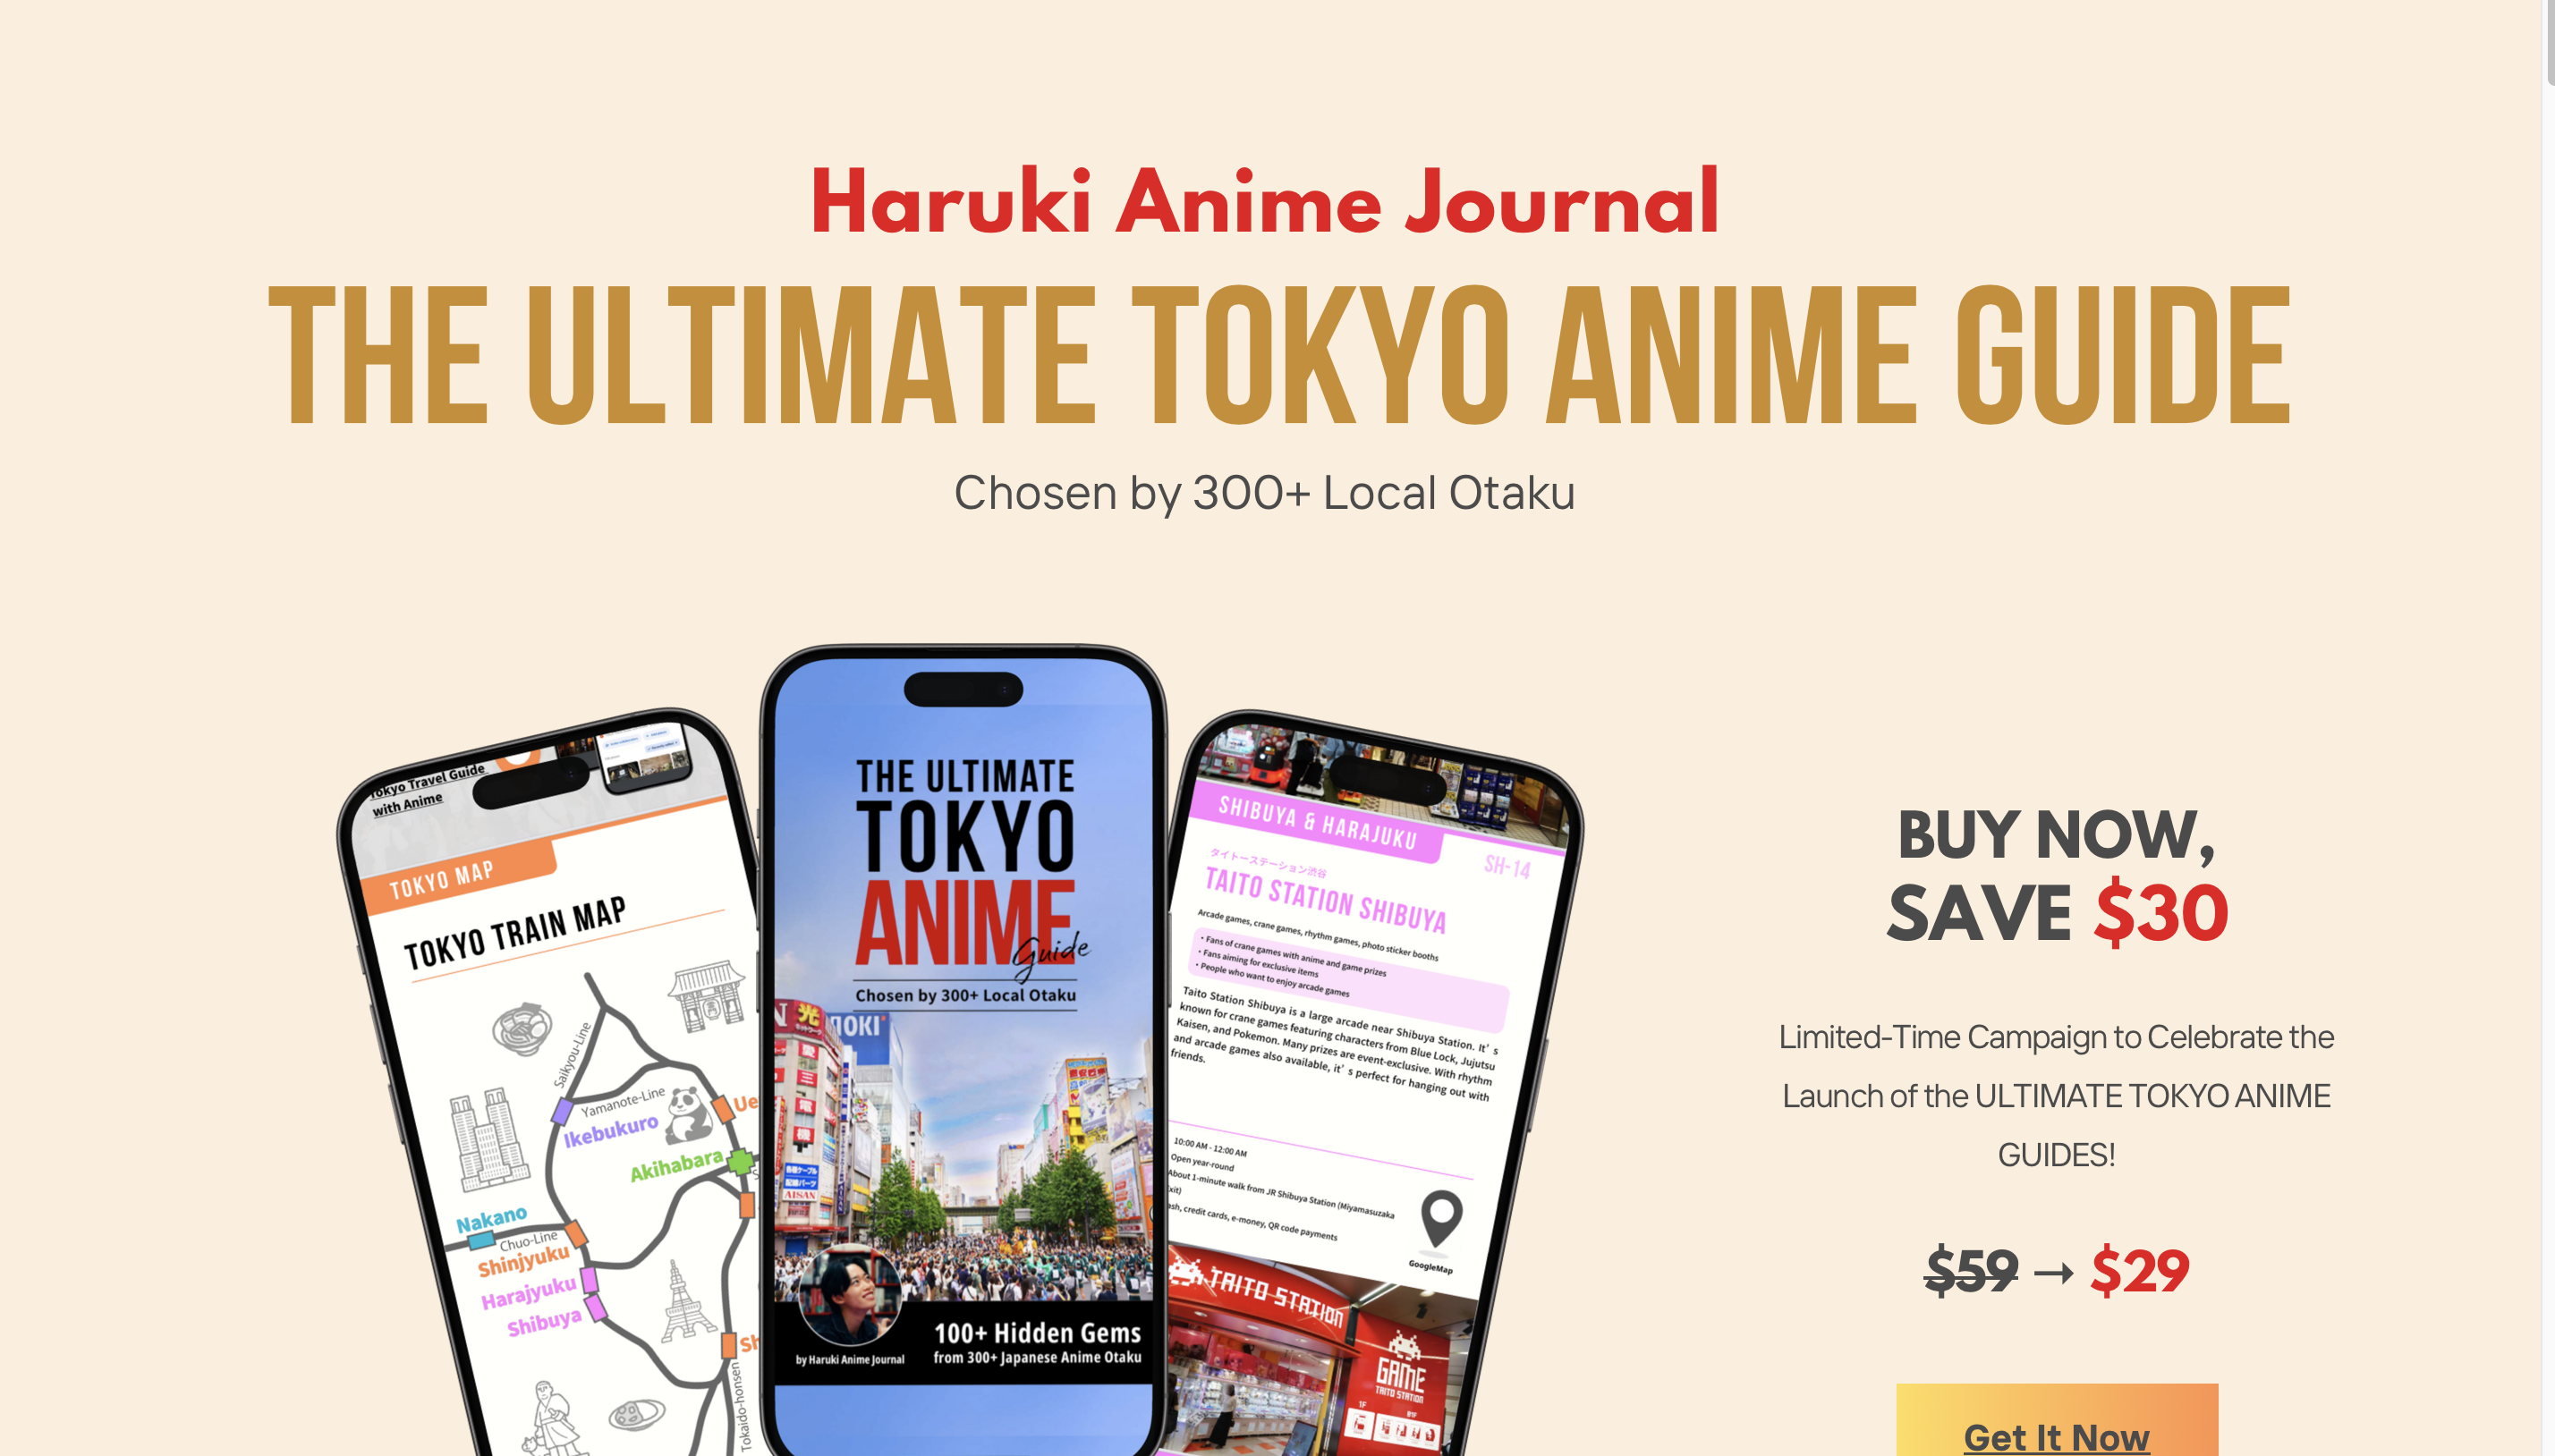 Haruki Anime Journal
THE ULTIMATE TOKYO ANIME GUIDE
Chosen by 300+ Local Otaku
Tokyo Travel Guide
with Anime
TOKYO MAP
TOKYO TRAIN MAP
Saikyou-Line
Yamanote-Line
Ikebukuro
Ue
Akihabara
Nakano
Chuo-Line
Shinjyuku
Harajyuku
Shibuya
Sh
Tokaido-honsen
THE ULTIMATE
TOKYO
ANIME
Guide
Chosen by 300+ Local Otaku
光
AISAN
by Haruki Anime Journal
100+ Hidden Gems
from 300+ Japanese Anime Otaku
SHIBUYA & HARAJUKU
SH-14
タイトーステーション渋谷
TAITO STATION SHIBUYA
Arcade games, crane games, rhythm games, photo sticker booths
・Fans of crane games with anime and game prizes
・Fans aiming for exclusive items
・People who want to enjoy arcade games
Taito Station Shibuya is a large arcade near Shibuya Station. It's
known for crane games featuring characters from Blue Lock, Jujutsu
Kaisen, and Pokemon. Many prizes are event-exclusive. With rhythm
and arcade games also available, it's perfect for hanging out with
friends.
10:00 AM - 12:00 AM
Open year-round
About 1-minute walk from JR Shibuya Station (Miyamasuzaka
xit)
ash, credit cards, e-money, QR code payments
GoogleMap
TAITO STATION
GAME
TAITO STATION
1F
B1F
BUY NOW,
SAVE $30
Limited-Time Campaign to Celebrate the
Launch of the ULTIMATE TOKYO ANIME
GUIDES!
$59 → $29
Get It Now